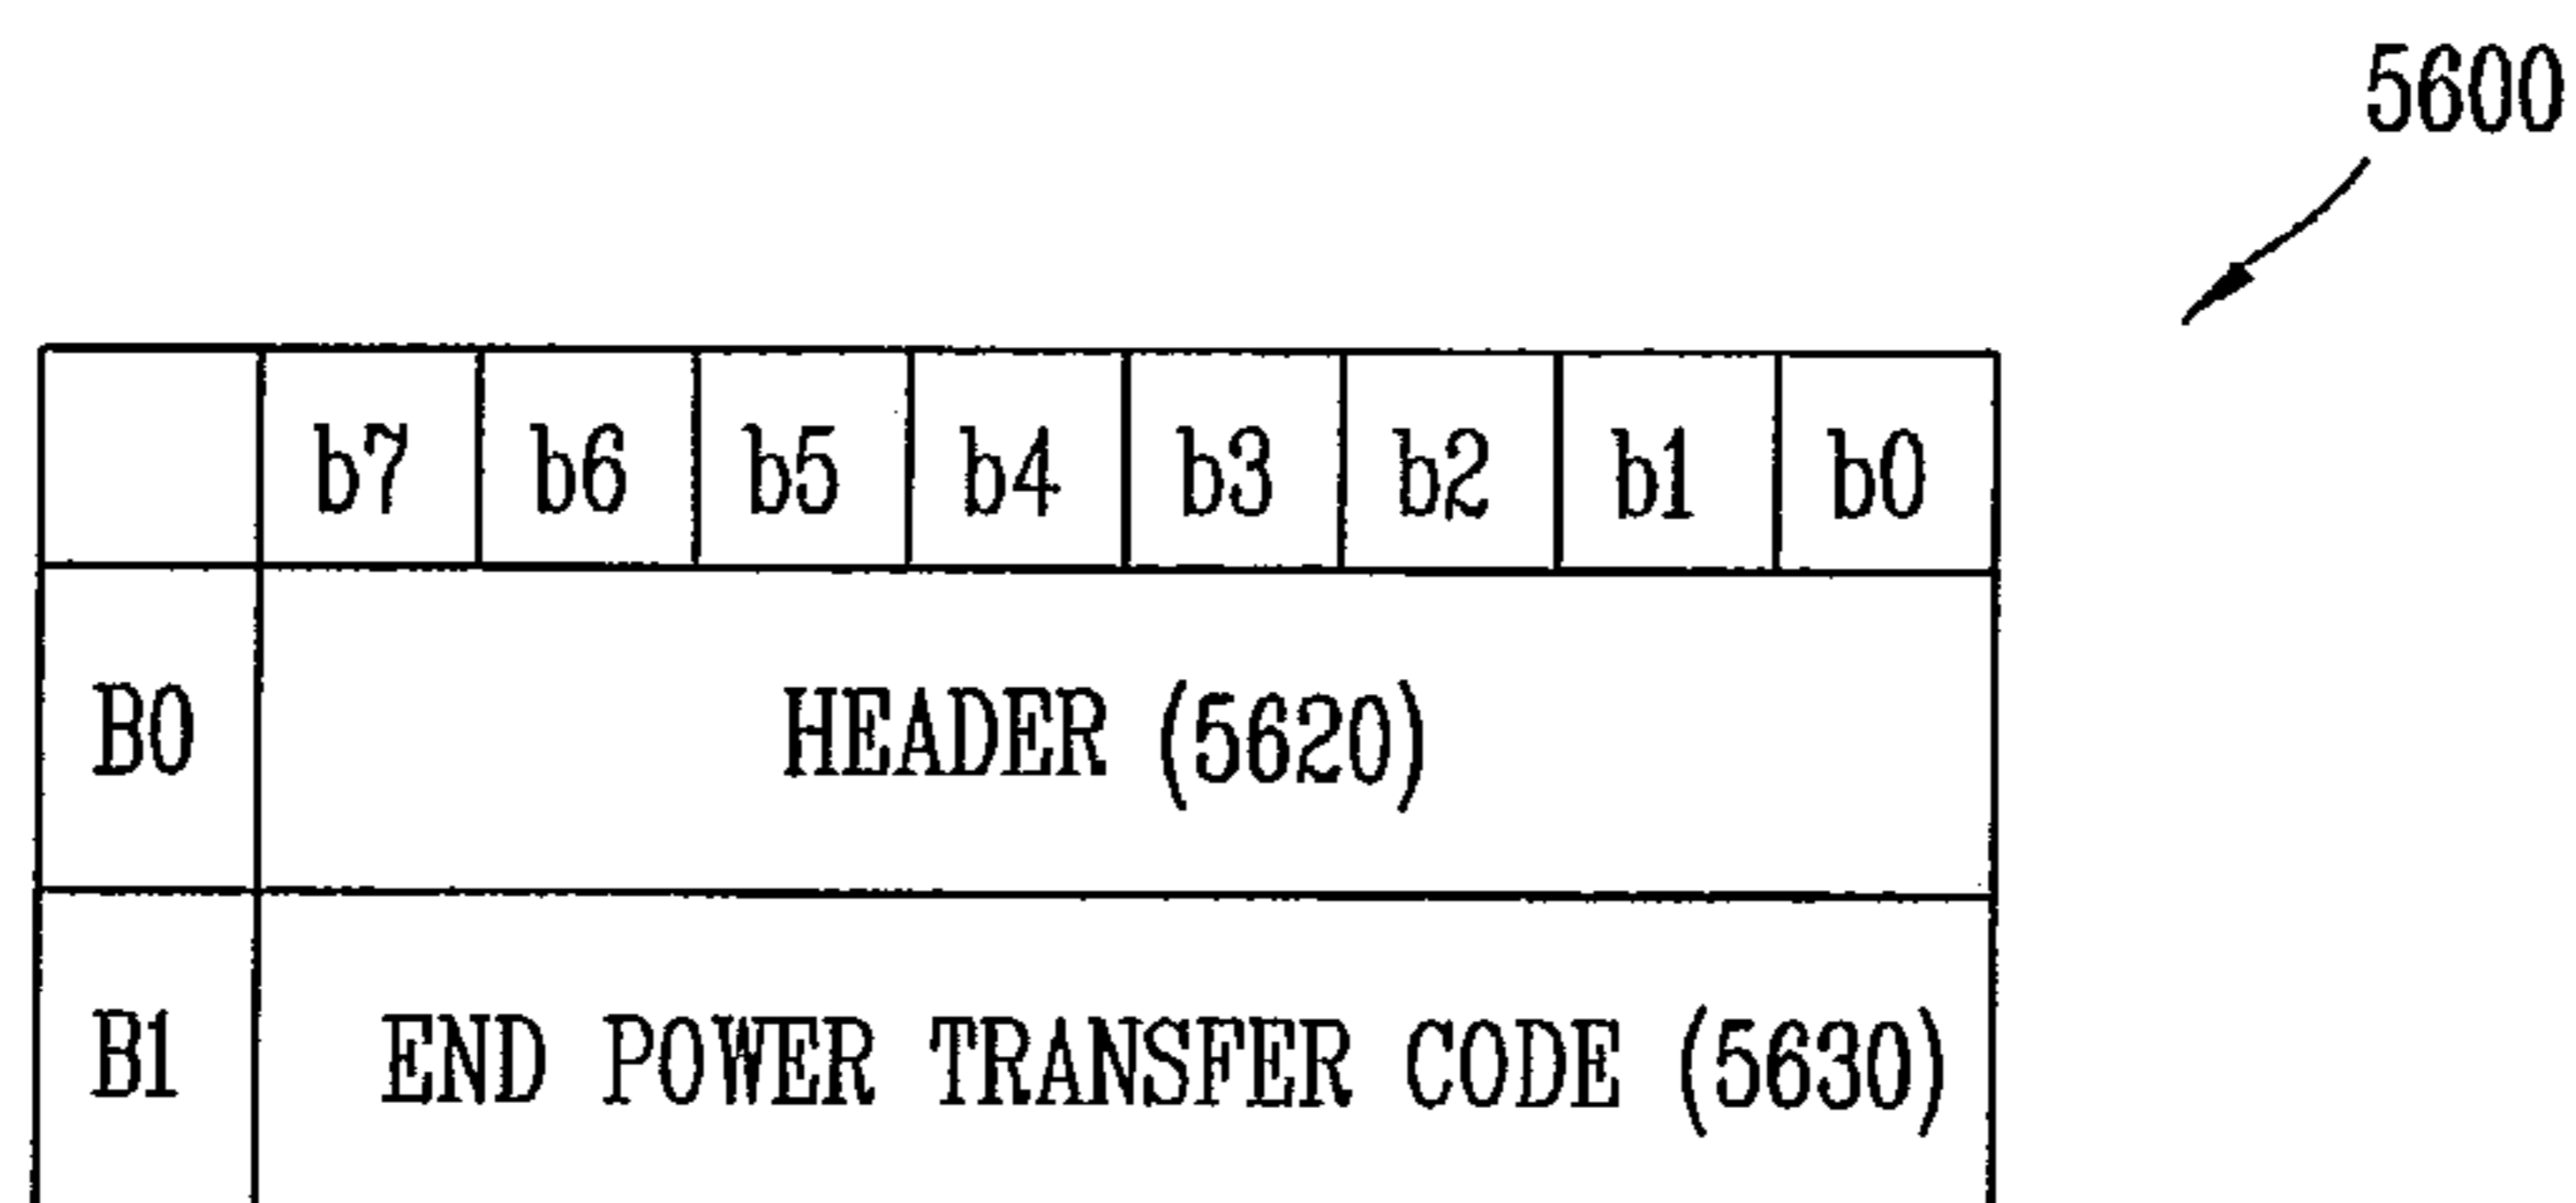 5600
b7 b6 b5 b4 b3 b2 b1 b0
B0 HEADER (5620)
B1 END POWER TRANSFER CODE (5630)